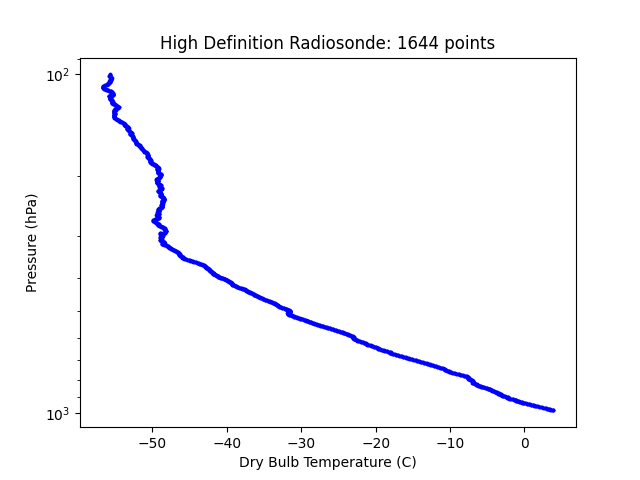 High Definition Radiosonde: 1644 points
10²
Pressure (hPa)
10³
−50 −40 −30 −20 −10 0
Dry Bulb Temperature (C)